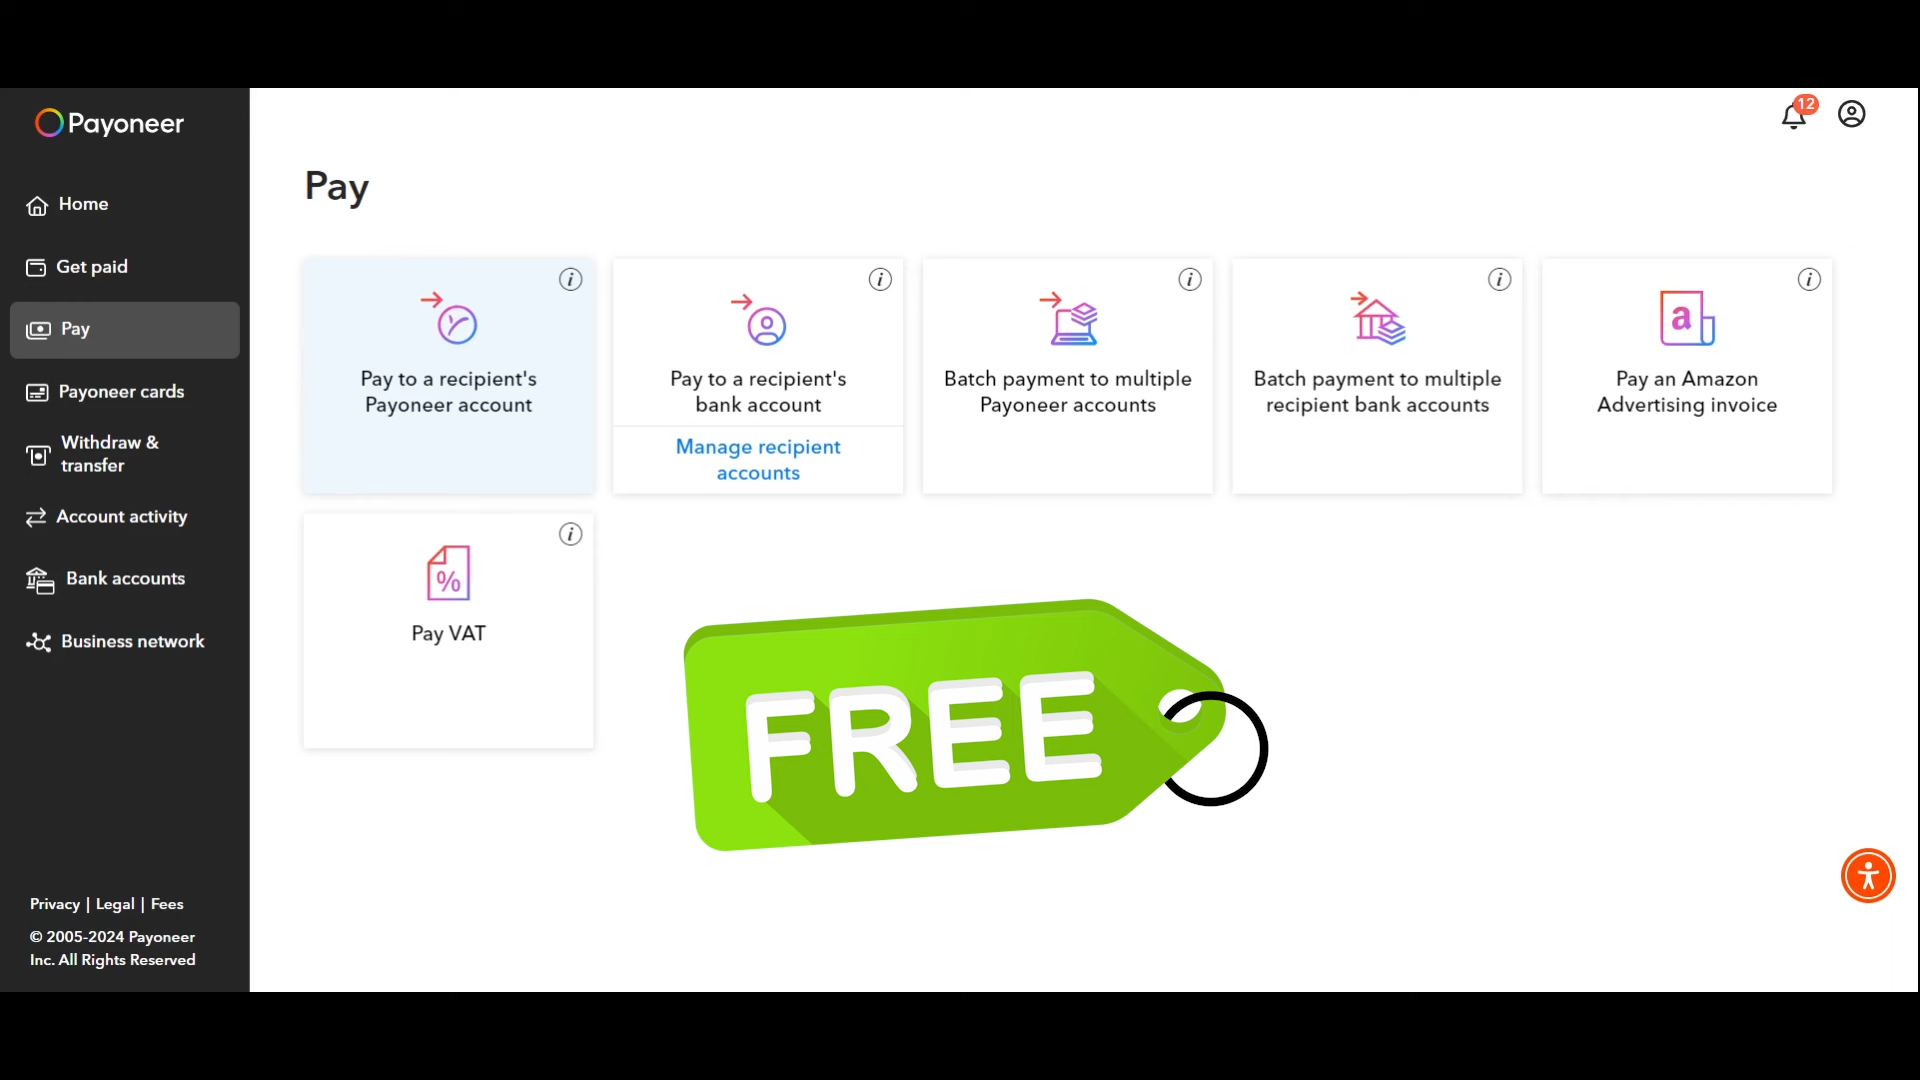 Payoneer
12
Home
Get paid
Pay
Payoneer cards
Withdraw &
transfer
Account activity
Bank accounts
Business network
Privacy | Legal | Fees
© 2005-2024 Payoneer
Inc. All Rights Reserved
Pay
Pay to a recipient's
Payoneer account
Pay to a recipient's
bank account
Manage recipient
accounts
Batch payment to multiple
Payoneer accounts
Batch payment to multiple
recipient bank accounts
a
Pay an Amazon
Advertising invoice
%
Pay VAT
FREE